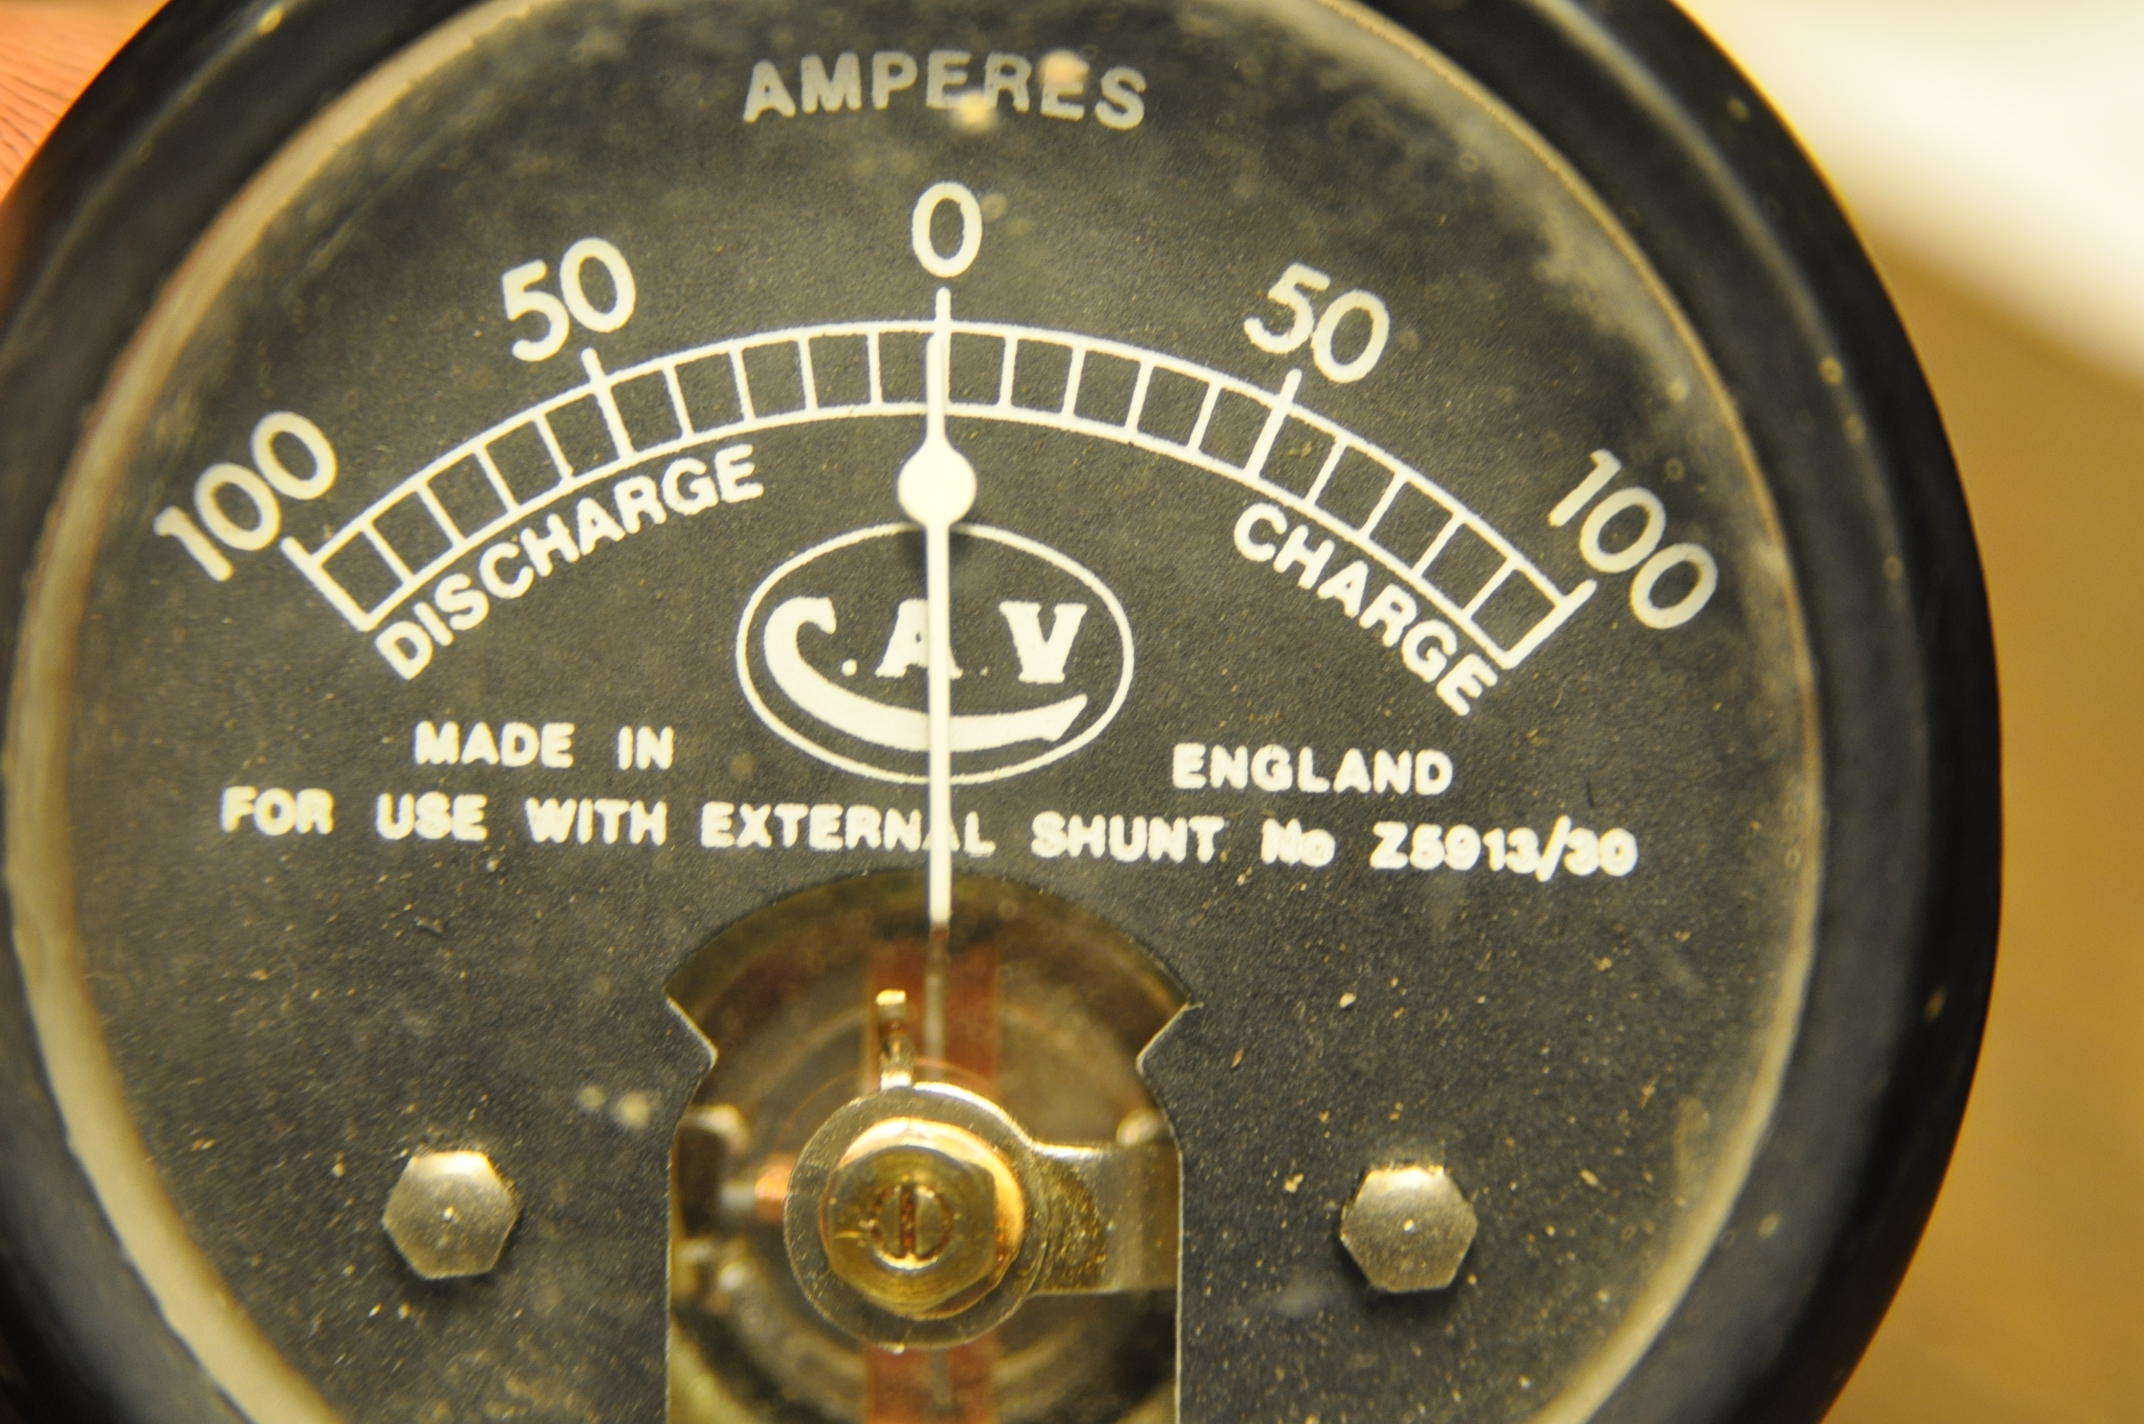 AMPERES
100 50 0 50 100
DISCHARGE CHARGE
C.A.V
MADE IN ENGLAND
FOR USE WITH EXTERNAL SHUNT No Z5913/30